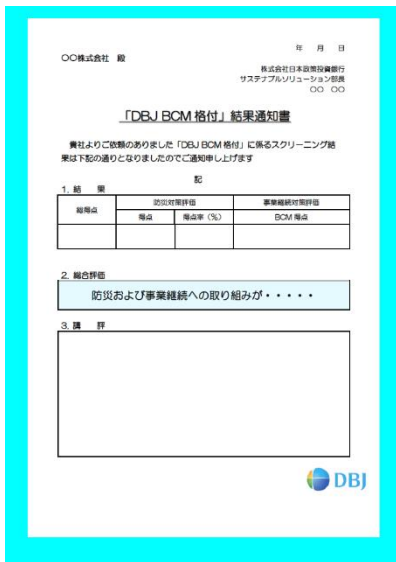 年 月 日
〇〇株式会社 殿
株式会社日本政策投資銀行
サステナブルソリューション部長
〇〇 〇〇
「DBJ BCM 格付」結果通知書
貴社よりご依頼のありました「DBJ BCM 格付」に係るスクリーニング結
果は下記の通りとなりましたのでご通知申し上げます
記
1. 結 果
総得点 防災対策評価 事業継続対策評価
得点 得点率（%） BCM 得点
2. 総合評価
防災および事業継続への取り組みが・・・・・
3. 講 評
DBJ